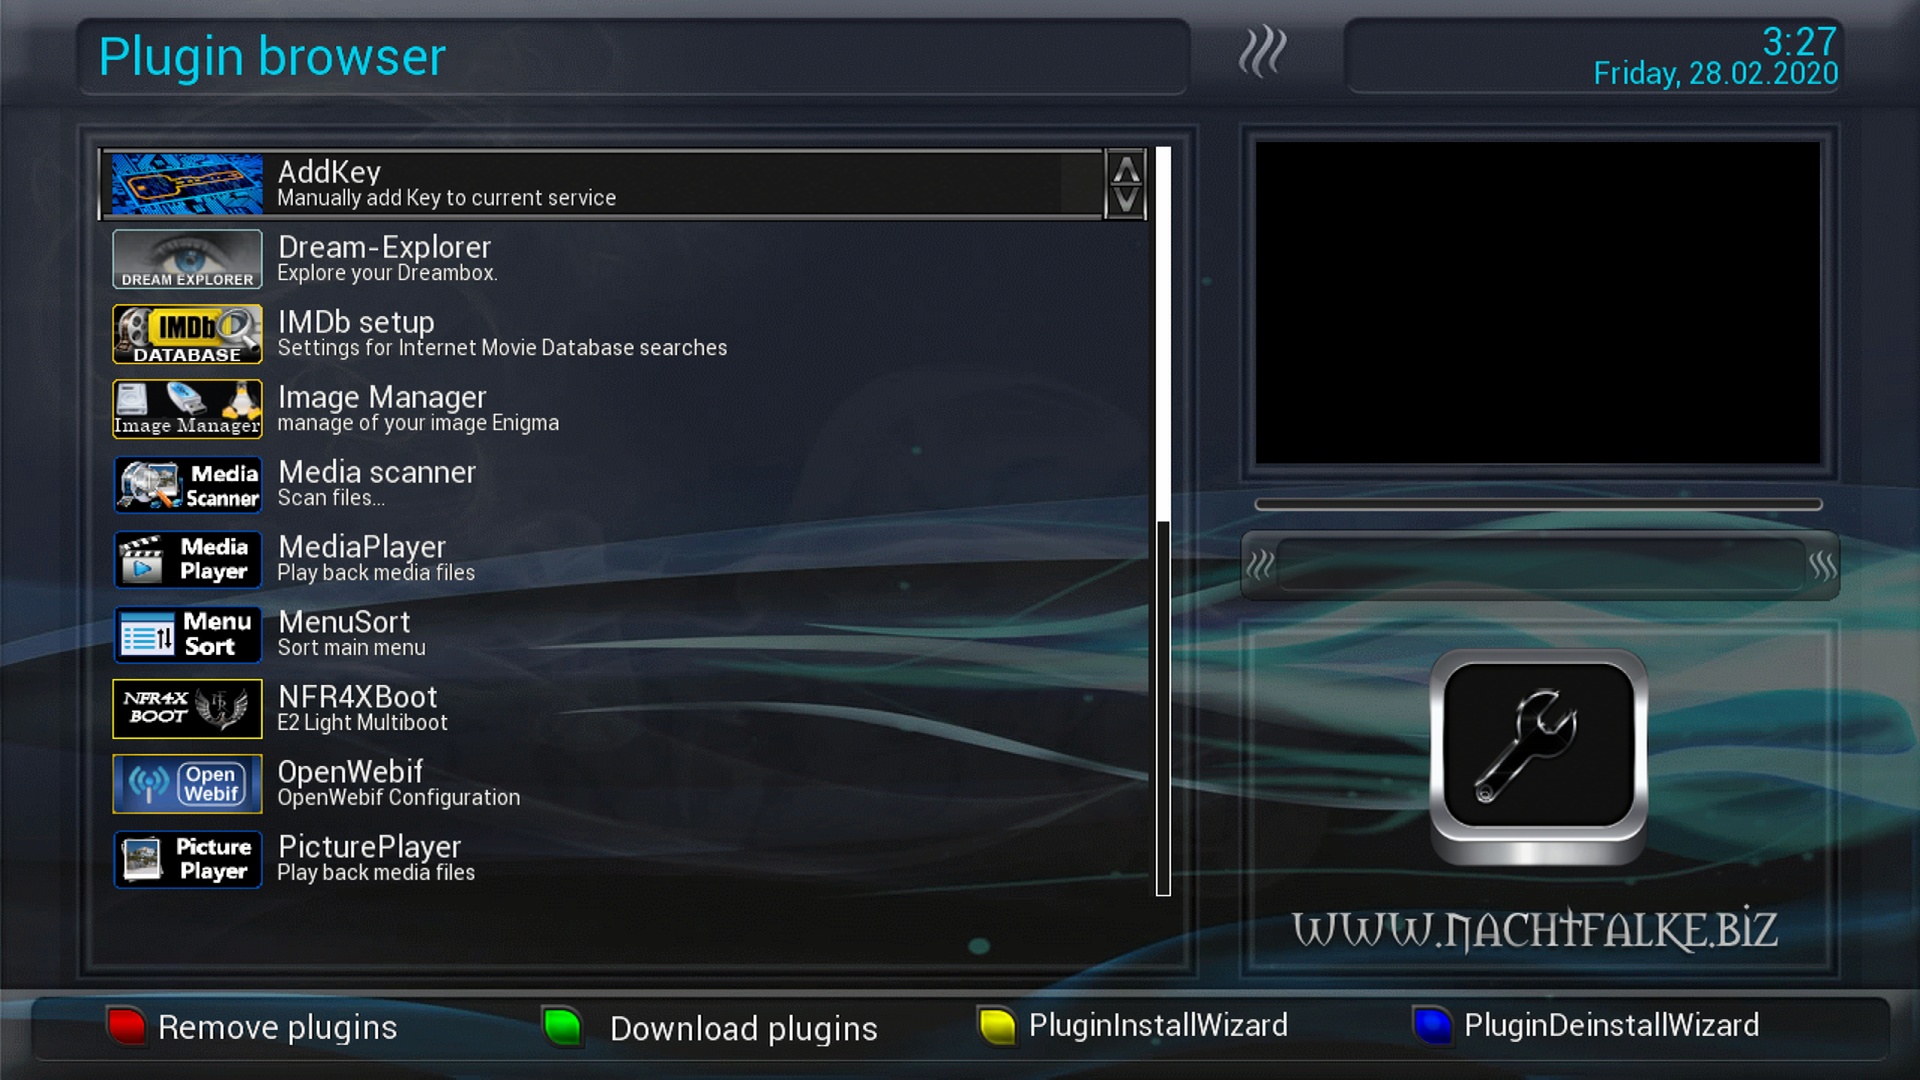 Plugin browser
3:27
Friday, 28.02.2020
AddKey
Manually add Key to current service
DREAM EXPLORER
Dream-Explorer
Explore your Dreambox.
IMDb
DATABASE
IMDb setup
Settings for Internet Movie Database searches
Image Manager
Image Manager
manage of your image Enigma
Media
Scanner
Media scanner
Scan files...
Media
Player
MediaPlayer
Play back media files
Menu
Sort
MenuSort
Sort main menu
NFR4X
BOOT
NFR4XBoot
E2 Light Multiboot
Open
Webif
OpenWebif
OpenWebif Configuration
Picture
Player
PicturePlayer
Play back media files
WWW.NACHTFALKE.BIZ
Remove plugins
Download plugins
PluginInstallWizard
PluginDeinstallWizard